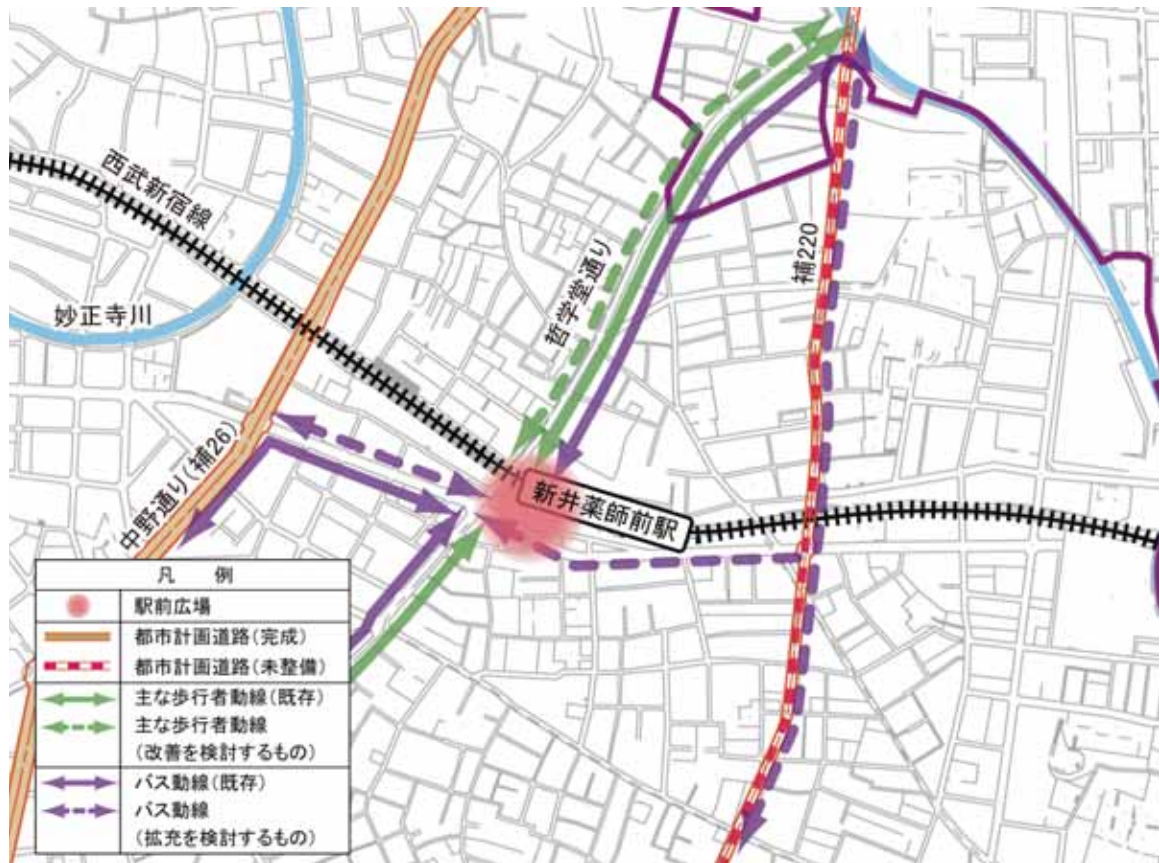 西武新宿線
妙正寺川
哲学堂通り
補220
中野通り(補26)
新井薬師前駅
凡 例
駅前広場
都市計画道路(完成)
都市計画道路(未整備)
主な歩行者動線(既存)
主な歩行者動線
(改善を検討するもの)
バス動線(既存)
バス動線
(拡充を検討するもの)